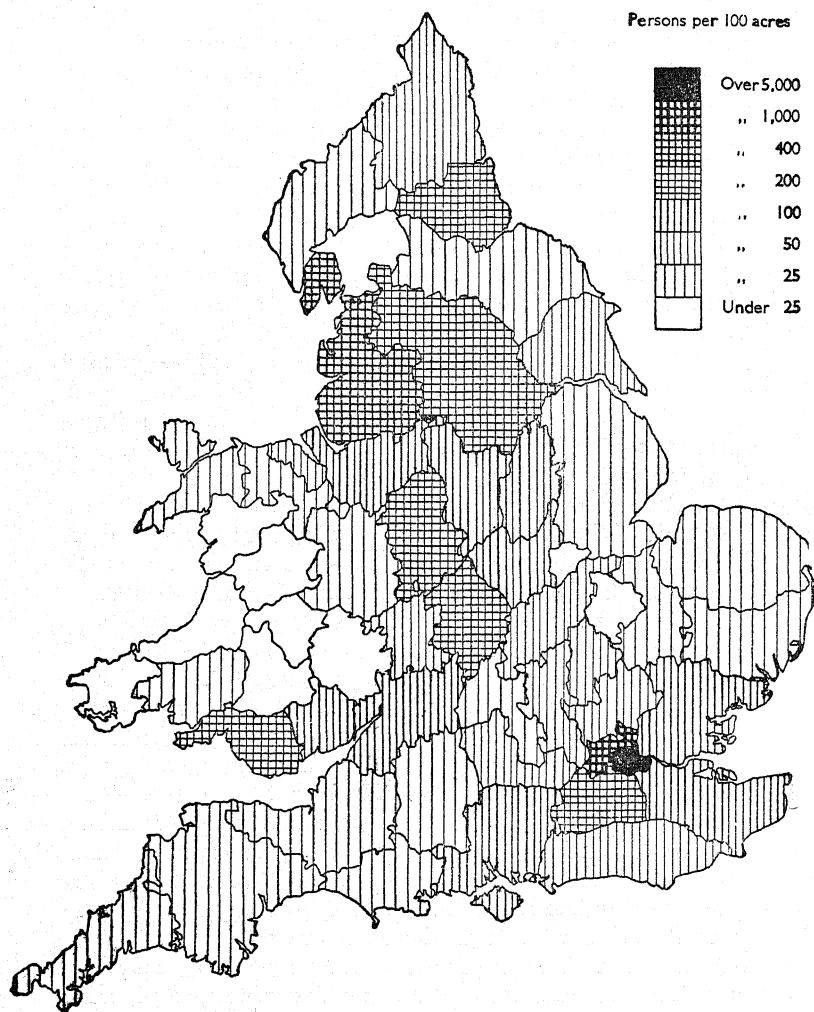 Persons per 100 acres
Over 5,000
,, 1,000
,, 400
,, 200
,, 100
,, 50
,, 25
Under 25